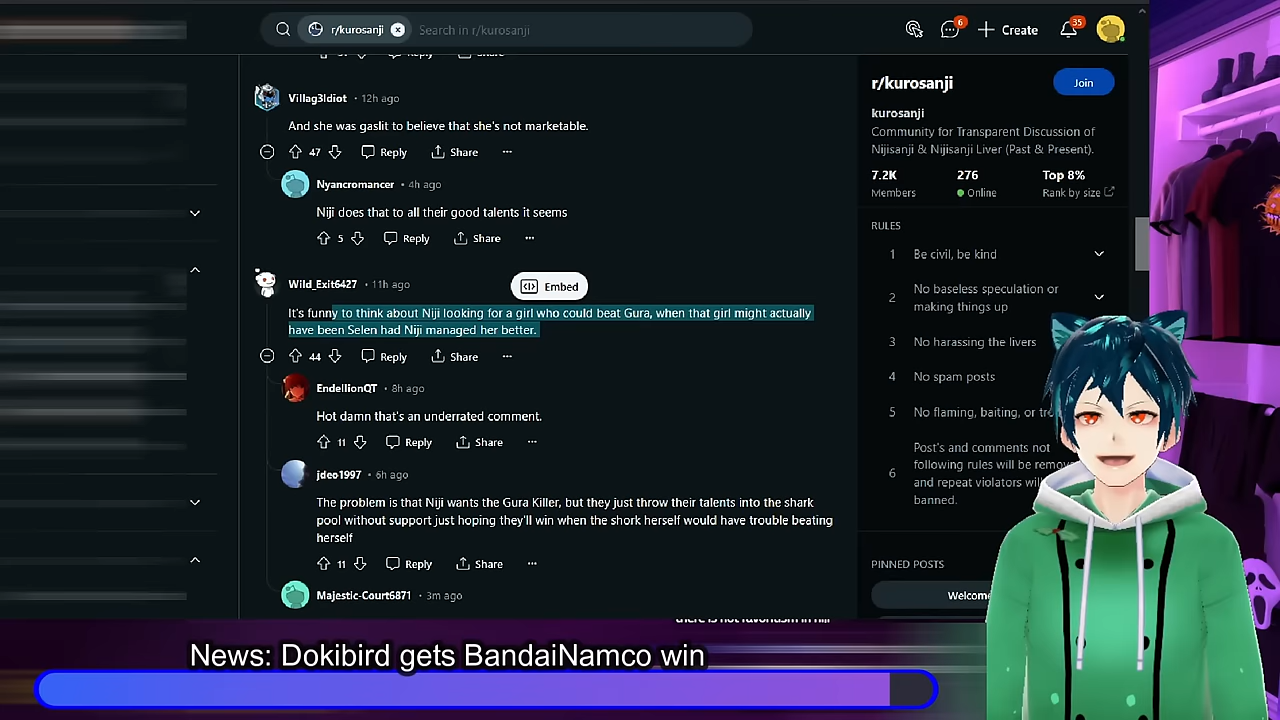 r/kurosanji
Search in r/kurosanji
6
Create
35
Reply
Share
Villag3Idiot • 12h ago
And she was gaslit to believe that she's not marketable.
47 Reply Share
Nyancromancer • 4h ago
Niji does that to all their good talents it seems
5 Reply Share
Wild_Exit6427 • 11h ago
Embed
It's funny to think about Niji looking for a girl who could beat Gura, when that girl might actually
have been Selen had Niji managed her better.
44 Reply Share
EndellionQT • 8h ago
Hot damn that's an underrated comment.
11 Reply Share
jdeo1997 • 6h ago
The problem is that Niji wants the Gura Killer, but they just throw their talents into the shark
pool without support just hoping they'll win when the shork herself would have trouble beating
herself
11 Reply Share
Majestic-Court6871 • 3m ago
r/kurosanji
Join
kurosanji
Community for Transparent Discussion of
Nijisanji & Nijisanji Liver (Past & Present).
7.2K 276 Top 8%
Members Online Rank by size
RULES
1 Be civil, be kind
2 No baseless speculation or
making things up
3 No harassing the livers
4 No spam posts
5 No flaming, baiting, or
6 Post's and comments not
following rules will be
and repeat violators
banned.
PINNED POSTS
Welcome
there is not favoritism in niji
News: Dokibird gets BandaiNamco win